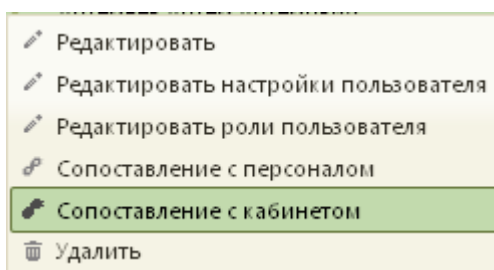 Редактировать
Редактировать настройки пользователя
Редактировать роли пользователя
Сопоставление с персоналом
Сопоставление с кабинетом
Удалить